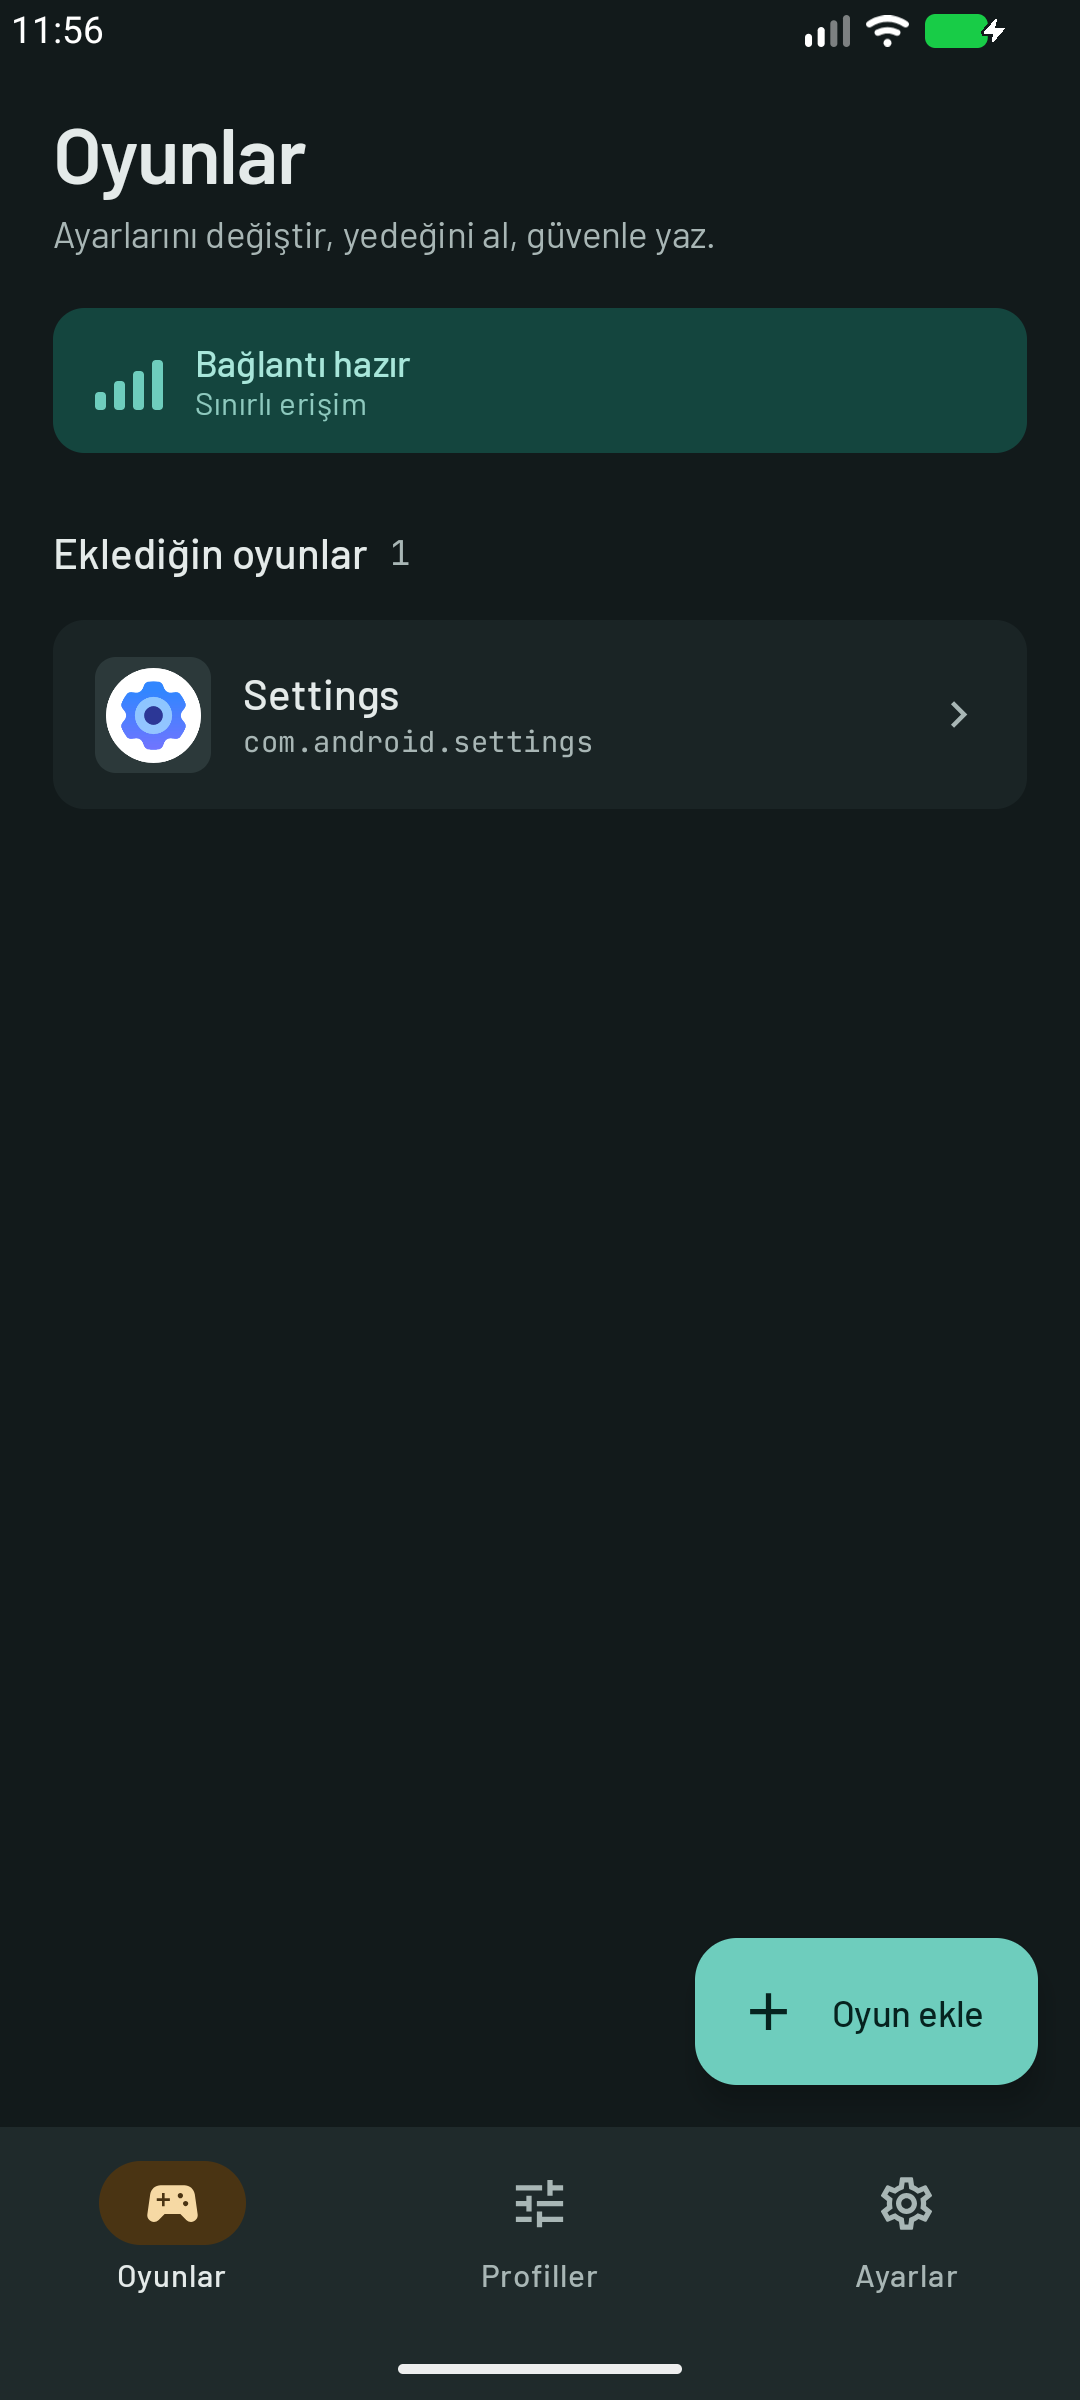 11:56
Oyunlar
Ayarlarını değiştir, yedeğini al, güvenle yaz.
Bağlantı hazır
Sınırlı erişim
Eklediğin oyunlar 1
Settings
com.android.settings
Oyun ekle
Oyunlar
Profiller
Ayarlar